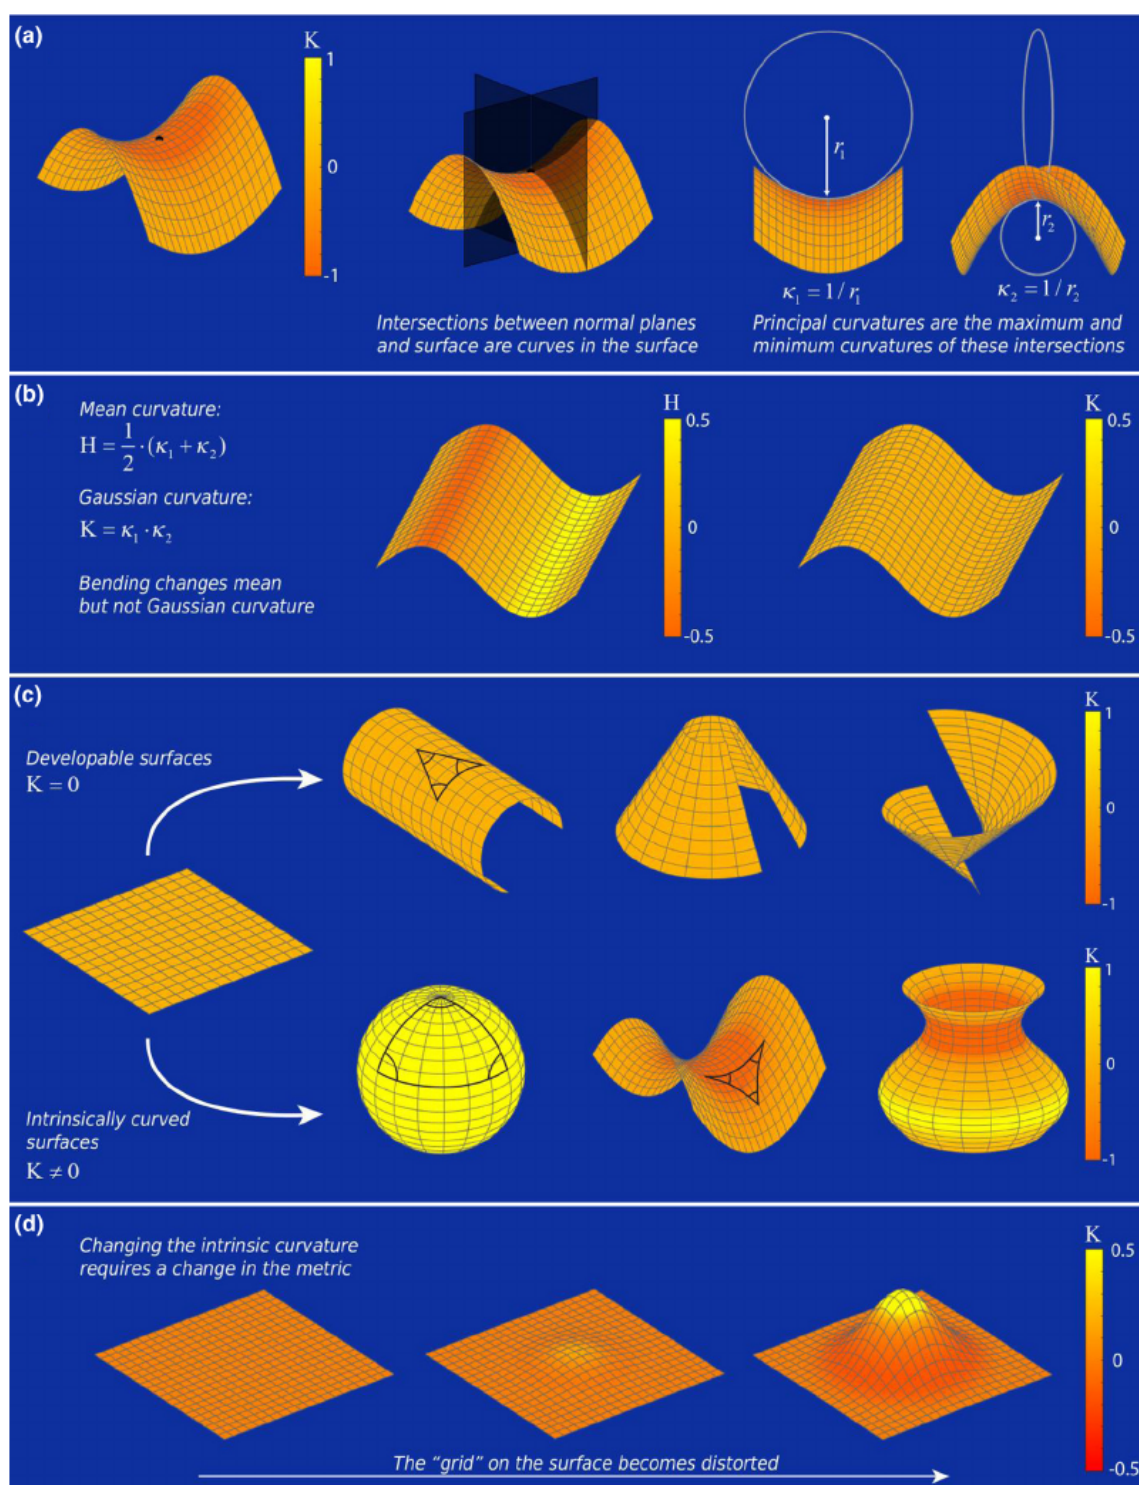 (a)
K
1
0
-1
r₁
r₂
κ₁ = 1/r₁
κ₂ = 1/r₂
Intersections between normal planes
and surface are curves in the surface
Principal curvatures are the maximum and
minimum curvatures of these intersections
(b)
Mean curvature:
H = 1/2 · (κ₁ + κ₂)
Gaussian curvature:
K = κ₁ · κ₂
Bending changes mean
but not Gaussian curvature
H
0.5
0
-0.5
K
0.5
0
-0.5
(c)
Developable surfaces
K = 0
K
1
0
-1
Intrinsically curved
surfaces
K ≠ 0
K
1
0
-1
(d)
Changing the intrinsic curvature
requires a change in the metric
K
0.5
0
-0.5
The “grid” on the surface becomes distorted